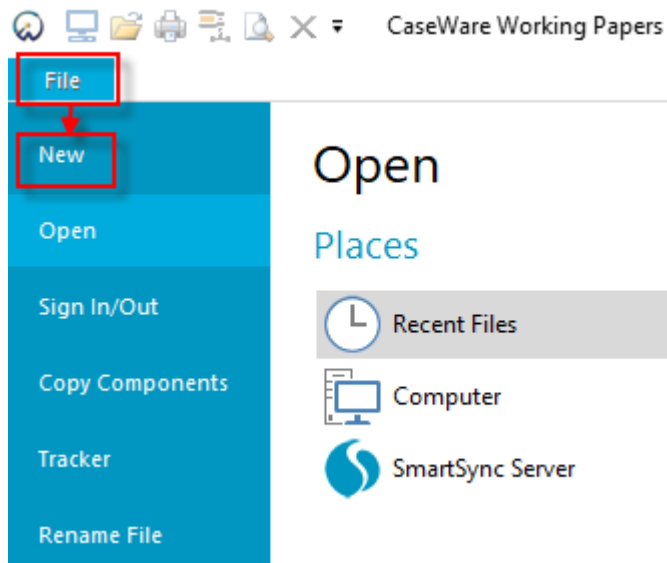 CaseWare Working Papers
File
New
Open
Sign In/Out
Copy Components
Tracker
Rename File
Open
Places
Recent Files
Computer
SmartSync Server